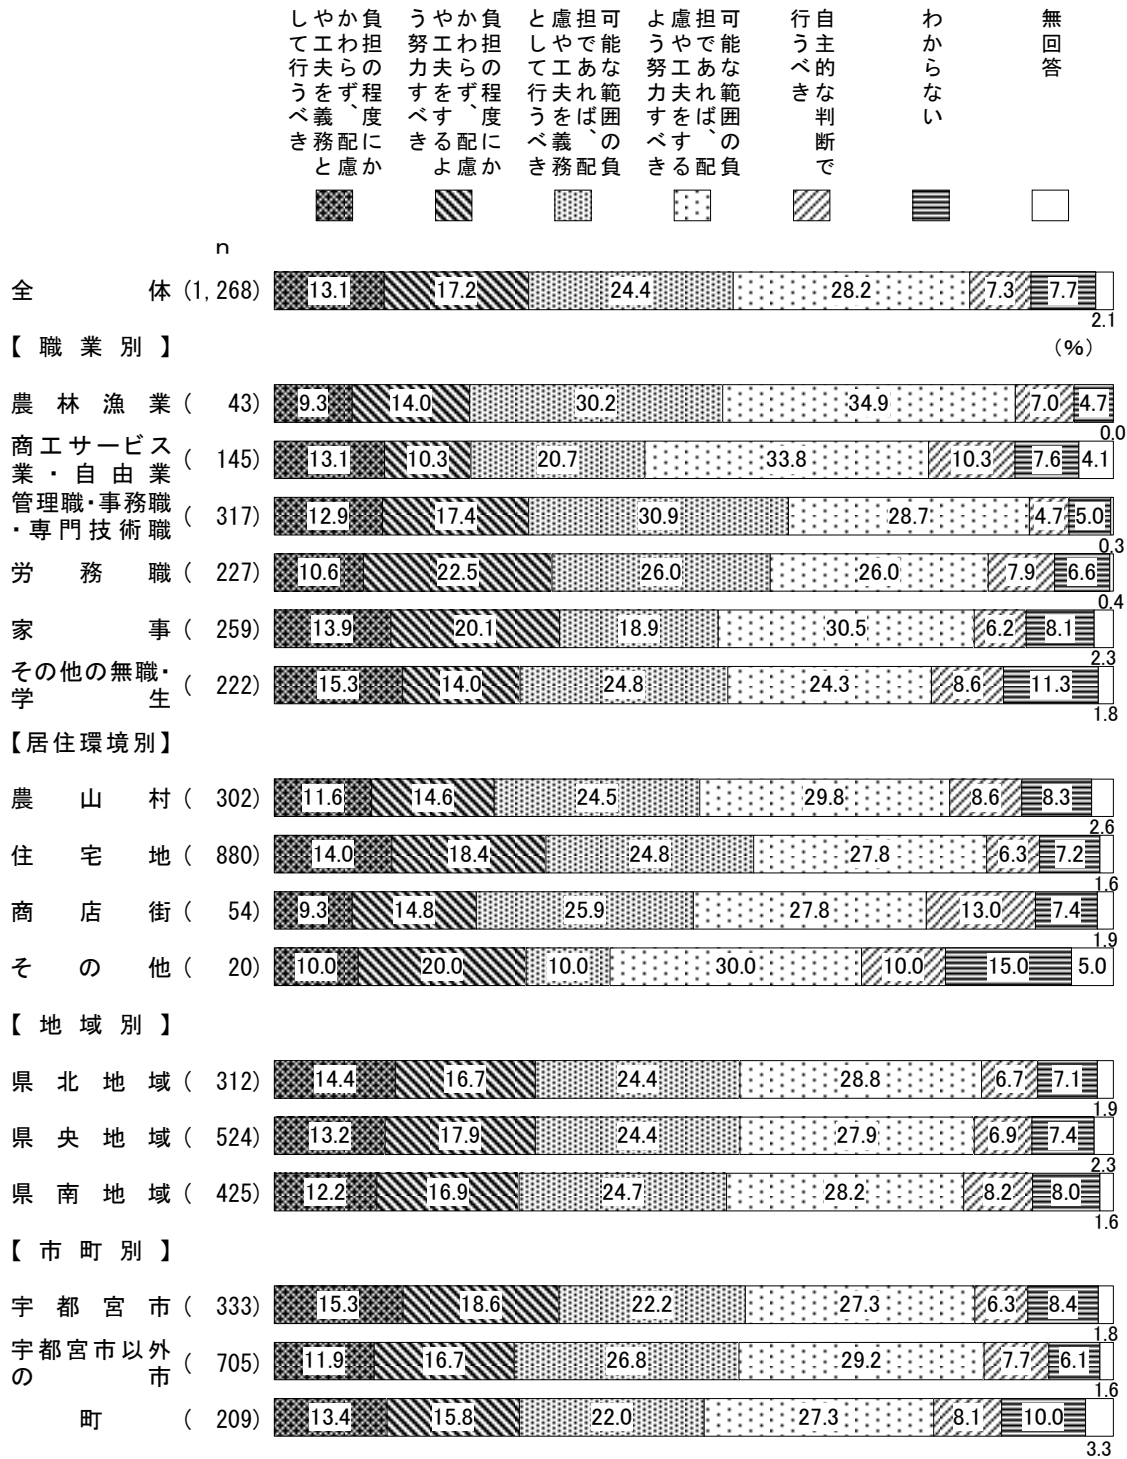 負担の程度にか
かわらず、配慮
や工夫を義務と
して行うべき
負担の程度にか
かわらず、配慮
や工夫をするよ
う努力すべき
可能な範囲の負
担であれば、配
慮や工夫を義務
として行うべき
可能な範囲の負
担であれば、配
慮や工夫をする
よう努力すべき
自主的な判断で
行うべき
わからない
無回答
n
全体(1,268) 13.1 17.2 24.4 28.2 7.3 7.7 2.1
【職業別】 (%)
農林漁業( 43) 9.3 14.0 30.2 34.9 7.0 4.7 0.0
商工サービス
業・自由業( 145) 13.1 10.3 20.7 33.8 10.3 7.6 4.1
管理職・事務職
・専門技術職( 317) 12.9 17.4 30.9 28.7 4.7 5.0 0.3
労務職( 227) 10.6 22.5 26.0 26.0 7.9 6.6 0.4
家事( 259) 13.9 20.1 18.9 30.5 6.2 8.1 2.3
その他の無職・
学生( 222) 15.3 14.0 24.8 24.3 8.6 11.3 1.8
【居住環境別】
農山村( 302) 11.6 14.6 24.5 29.8 8.6 8.3 2.6
住宅地( 880) 14.0 18.4 24.8 27.8 6.3 7.2 1.6
商店街( 54) 9.3 14.8 25.9 27.8 13.0 7.4 1.9
その他( 20) 10.0 20.0 10.0 30.0 10.0 15.0 5.0
【地域別】
県北地域( 312) 14.4 16.7 24.4 28.8 6.7 7.1 1.9
県央地域( 524) 13.2 17.9 24.4 27.9 6.9 7.4 2.3
県南地域( 425) 12.2 16.9 24.7 28.2 8.2 8.0 1.6
【市町別】
宇都宮市( 333) 15.3 18.6 22.2 27.3 6.3 8.4 1.8
宇都宮市以外
の市( 705) 11.9 16.7 26.8 29.2 7.7 6.1 1.6
町( 209) 13.4 15.8 22.0 27.3 8.1 10.0 3.3